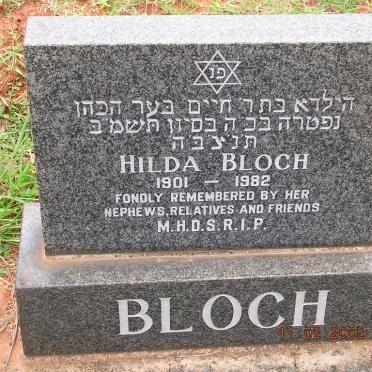 פנ
הילדא בת ר חיים בער הכהן
נפטרה בכ ה בסיון תשמ"ב
תנצבה
HILDA BLOCH
1901 — 1982
FONDLY REMEMBERED BY HER
NEPHEWS, RELATIVES AND FRIENDS
M.H.D.S.R.I.P.
BLOCH
11 02 2005